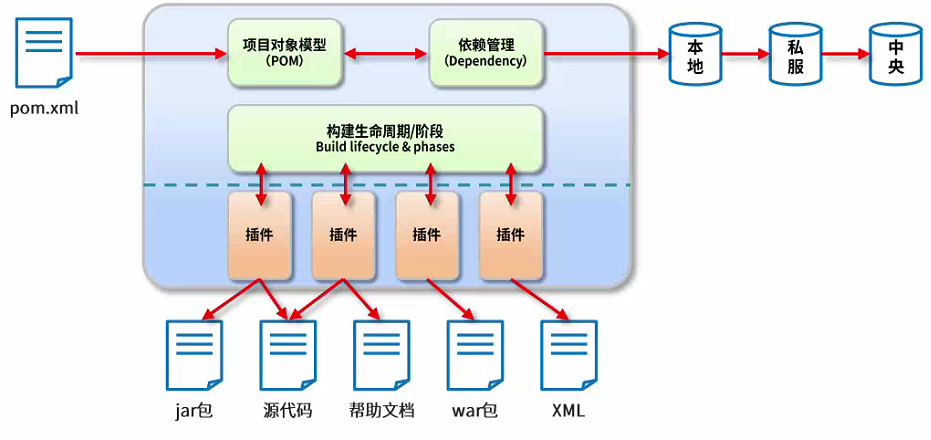 pom.xml
项目对象模型
（POM）
依赖管理
（Dependency）
本
地
私
服
中
央
构建生命周期/阶段
Build lifecycle & phases
插件
插件
插件
插件
jar包
源代码
帮助文档
war包
XML